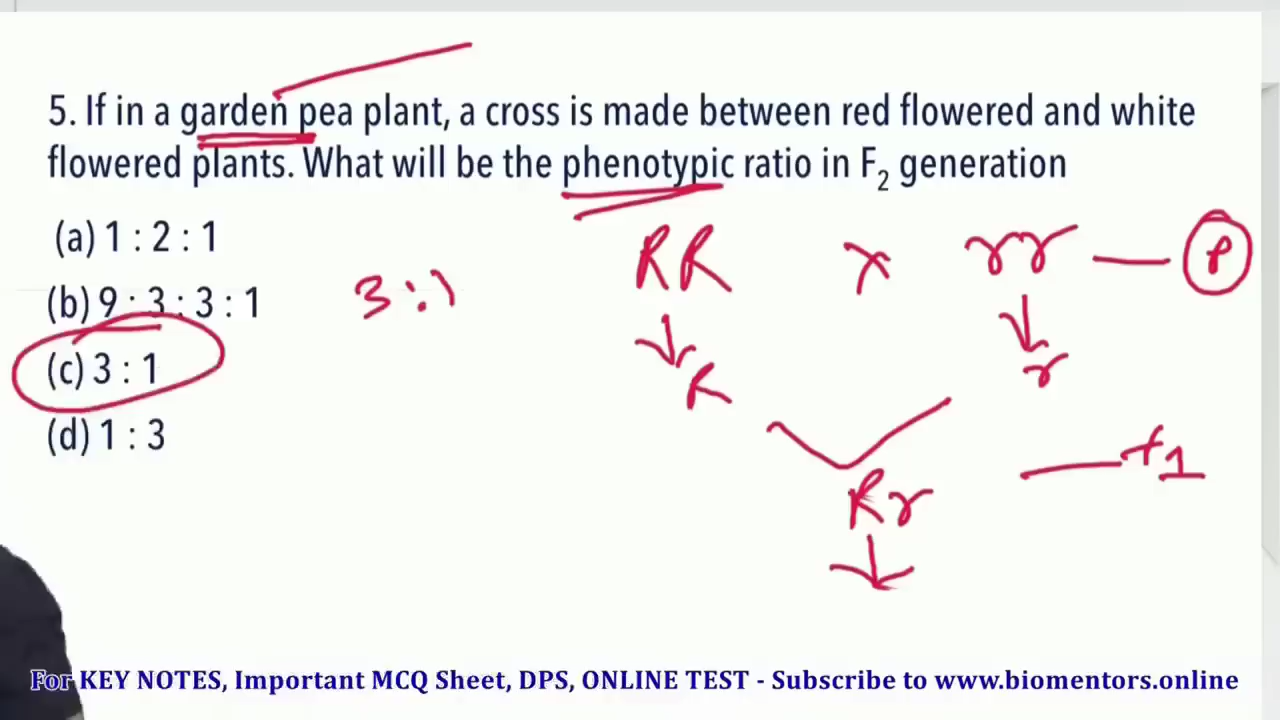 5. If in a garden pea plant, a cross is made between red flowered and white
flowered plants. What will be the phenotypic ratio in F2 generation
(a) 1 : 2 : 1
(b) 9 : 3 : 3 : 1
(c) 3 : 1
(d) 1 : 3
3 : 1
RR x rr — P
R r
Rr — F1
For KEY NOTES, Important MCQ Sheet, DPS, ONLINE TEST - Subscribe to www.biomentors.online